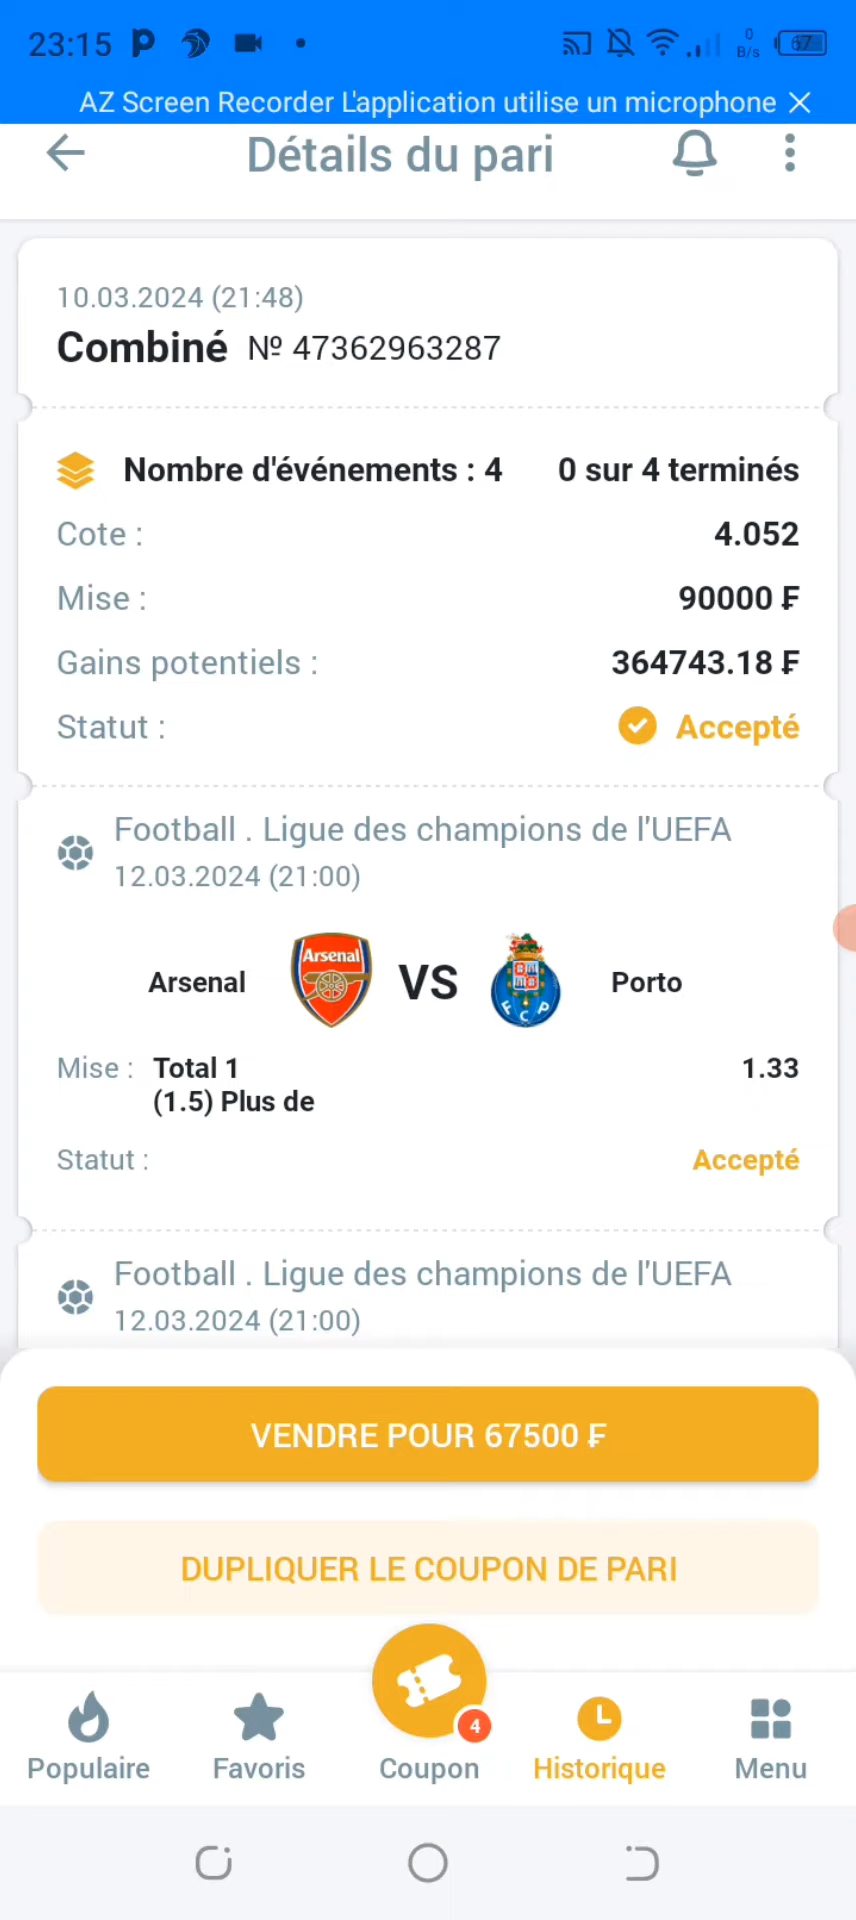 23:15
0
B/s
67
AZ Screen Recorder L'application utilise un microphone
Détails du pari
10.03.2024 (21:48)
Combiné Nº 47362963287
Nombre d'événements : 4 0 sur 4 terminés
Cote : 4.052
Mise : 90000 ₣
Gains potentiels : 364743.18 ₣
Statut : Accepté
Football . Ligue des champions de l'UEFA
12.03.2024 (21:00)
Arsenal Arsenal VS F C P Porto
Mise : Total 1 1.33
(1.5) Plus de
Statut : Accepté
Football . Ligue des champions de l'UEFA
12.03.2024 (21:00)
VENDRE POUR 67500 ₣
DUPLIQUER LE COUPON DE PARI
4
Populaire Favoris Coupon Historique Menu